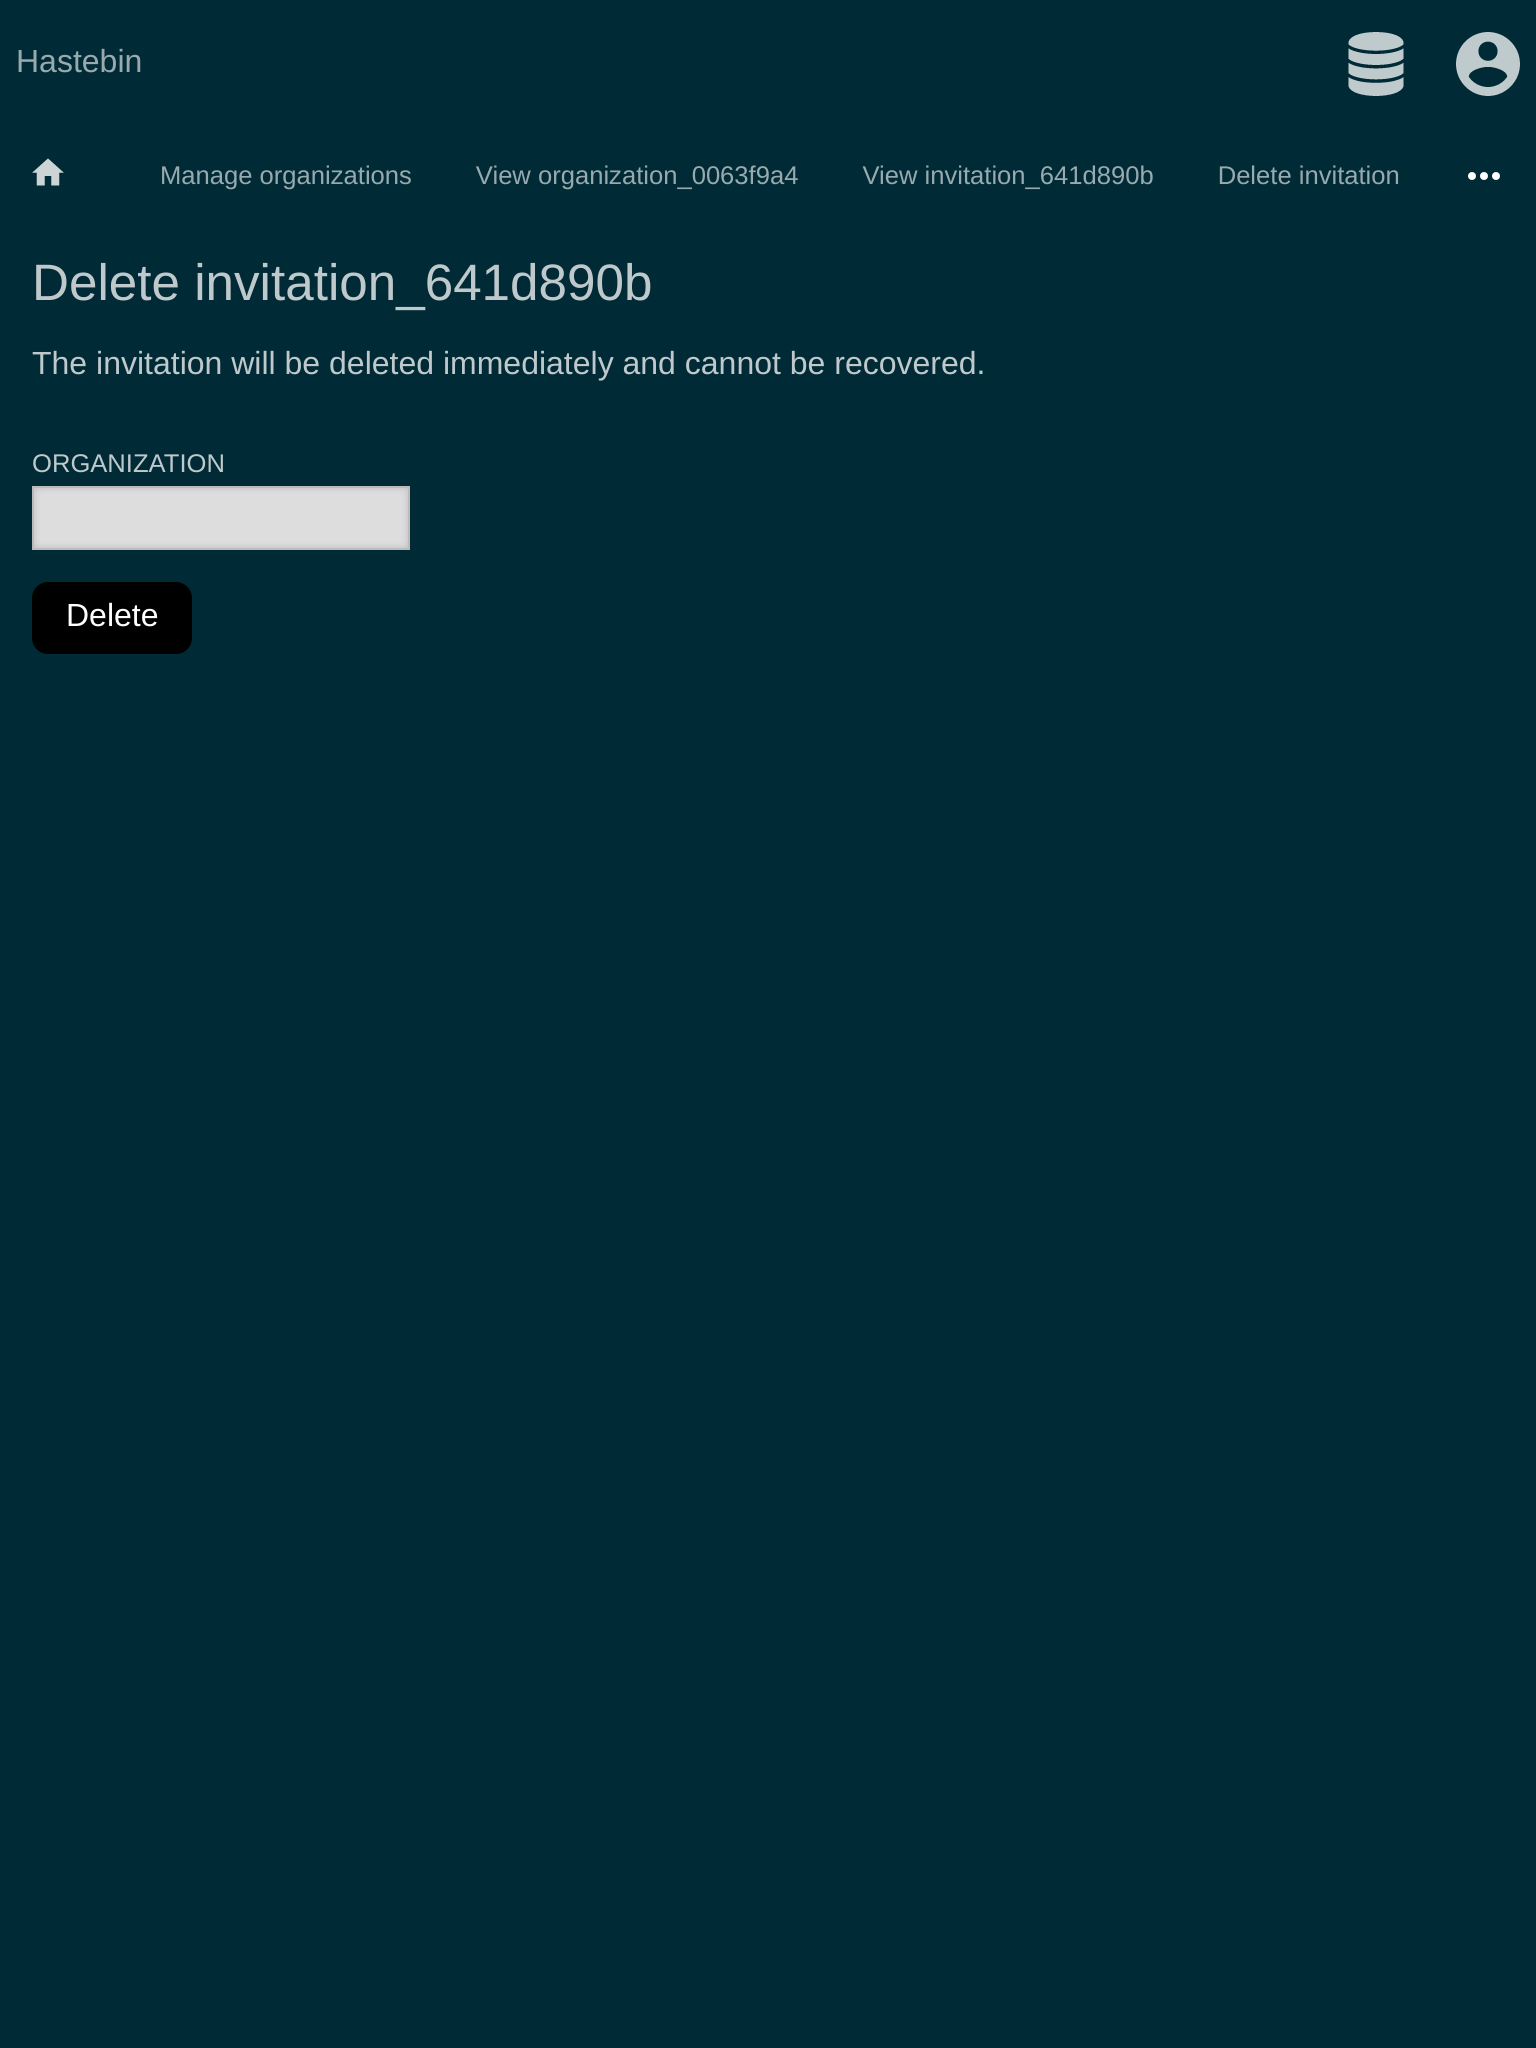 Hastebin
Manage organizations View organization_0063f9a4 View invitation_641d890b Delete invitation
Delete invitation_641d890b
The invitation will be deleted immediately and cannot be recovered.
ORGANIZATION
Delete